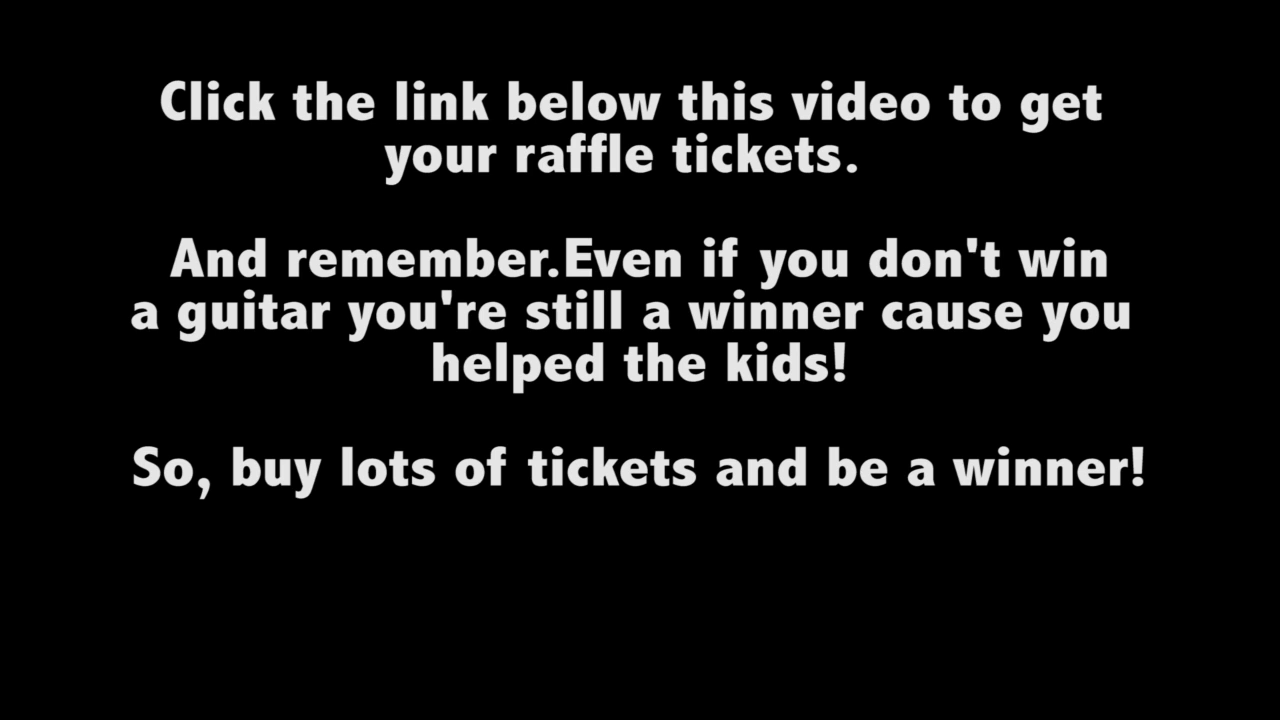 Click the link below this video to get
your raffle tickets.
And remember.Even if you don't win
a guitar you're still a winner cause you
helped the kids!
So, buy lots of tickets and be a winner!